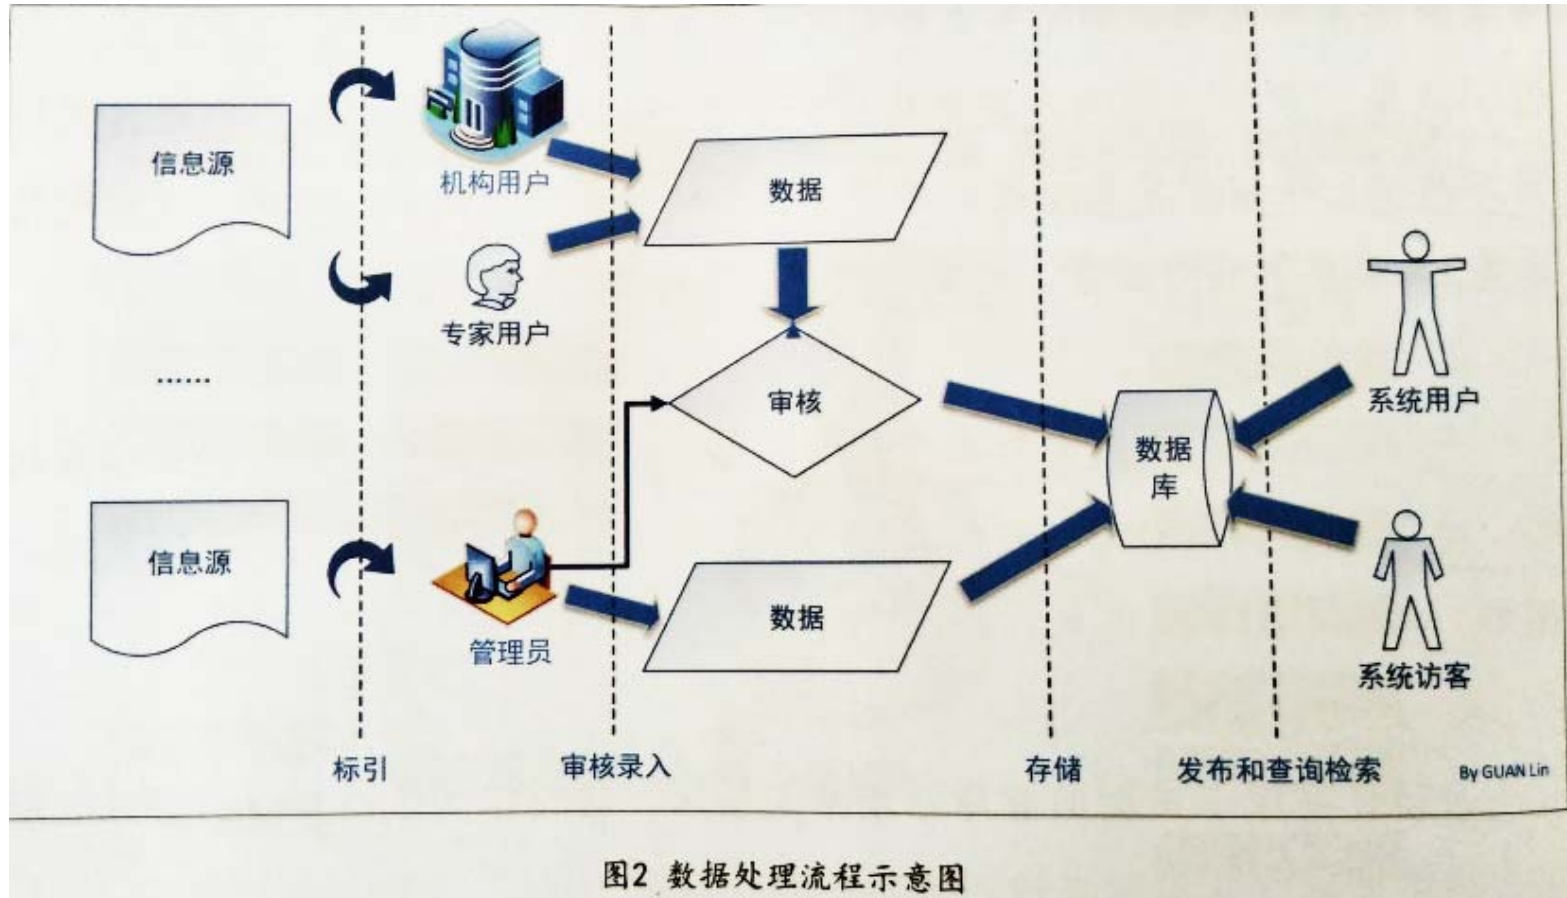 信息源
机构用户
数据
专家用户
……
审核
系统用户
数据
库
信息源
管理员
数据
系统访客
标引
审核录入
存储
发布和查询检索
By GUAN Lin
图2 数据处理流程示意图